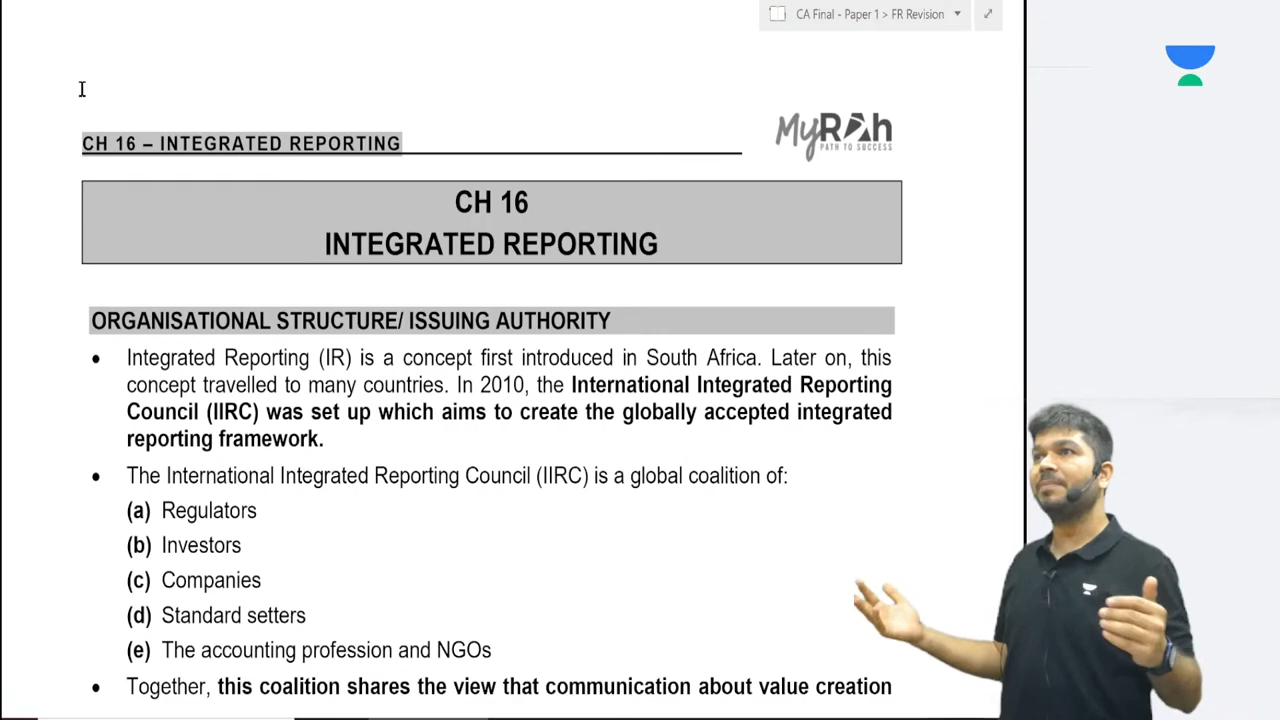 CA Final - Paper 1 > FR Revision
CH 16 – INTEGRATED REPORTING
MyRAh
PATH TO SUCCESS
CH 16
INTEGRATED REPORTING
ORGANISATIONAL STRUCTURE/ ISSUING AUTHORITY
• Integrated Reporting (IR) is a concept first introduced in South Africa. Later on, this
concept travelled to many countries. In 2010, the International Integrated Reporting
Council (IIRC) was set up which aims to create the globally accepted integrated
reporting framework.
• The International Integrated Reporting Council (IIRC) is a global coalition of:
(a) Regulators
(b) Investors
(c) Companies
(d) Standard setters
(e) The accounting profession and NGOs
• Together, this coalition shares the view that communication about value creation